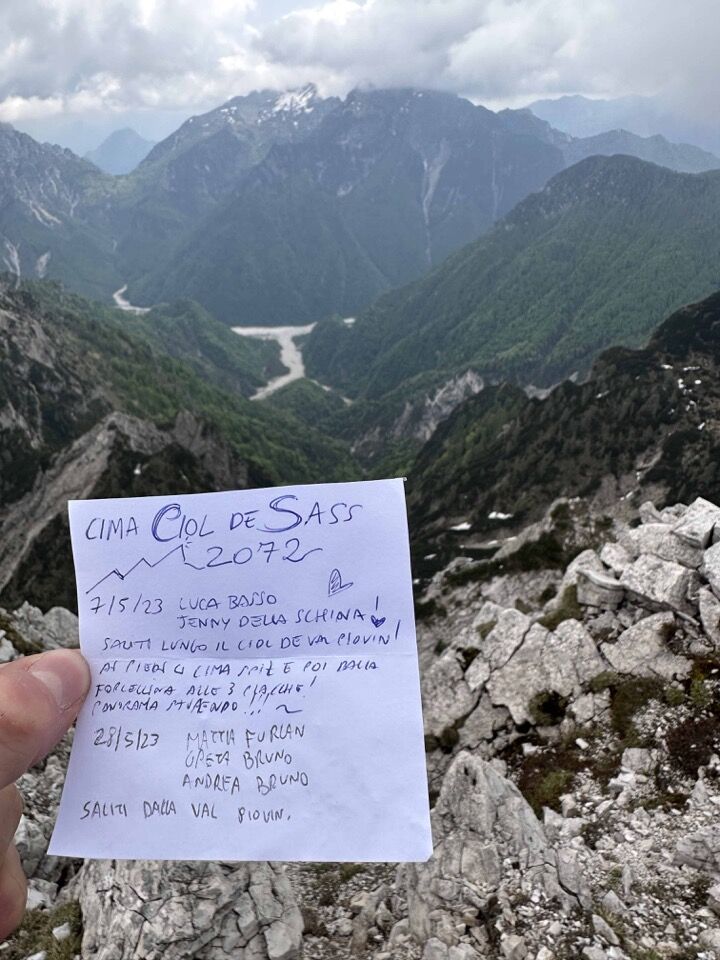 CIMA CIOL DE SASS
2072
7/5/23 LUCA BASSO
JENNY DELLA SCHIAVA!
SALITI LUNGO IL CIOL DE VAL PIOVIN!
AI PIEDI DI CIMA SPIZ E POI DALLA
FORCELLINA ALLE 3 PLACCHE!
PANORAMA STUPENDO!!!
28/5/23 MATTIA FURLAN
GRETA BRUNO
ANDREA BRUNO
SALITI DALLA VAL PIOVIN.